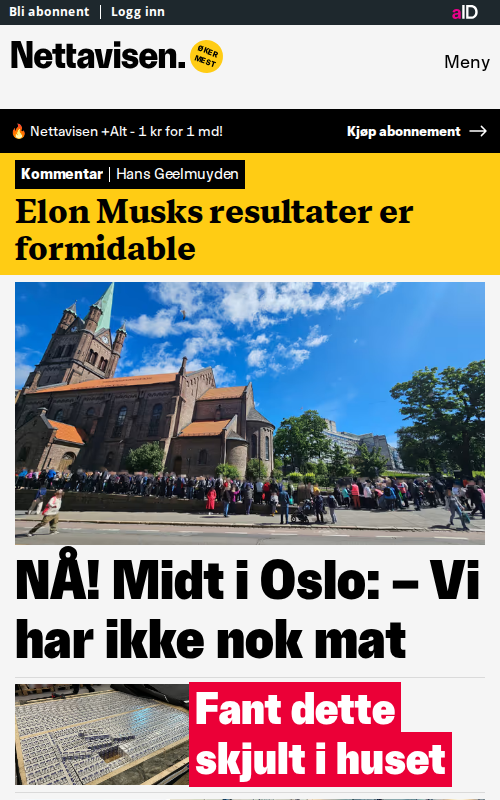 Bli abonnent | Logg inn
aID
Nettavisen.
ØKER
MEST
Meny
🔥 Nettavisen +Alt - 1 kr for 1 md!
Kjøp abonnement →
Kommentar | Hans Geelmuyden
Elon Musks resultater er
formidable
NÅ! Midt i Oslo: – Vi
har ikke nok mat
Fant dette
skjult i huset